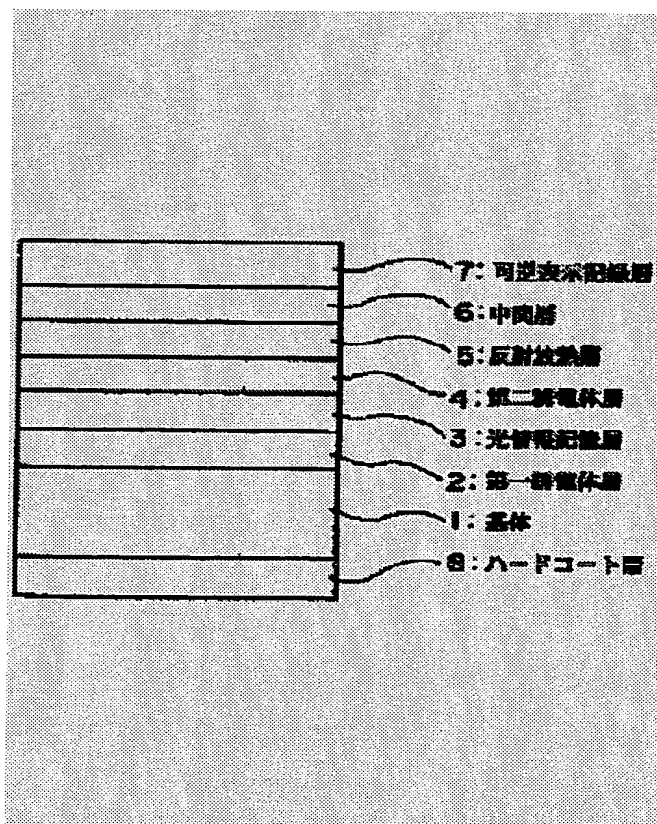 7: 可逆表示記録層
6: 中間層
5: 反射放熱層
4: 第二誘電体層
3: 光情報記録層
2: 第一誘電体層
1: 基体
8: ハードコート層